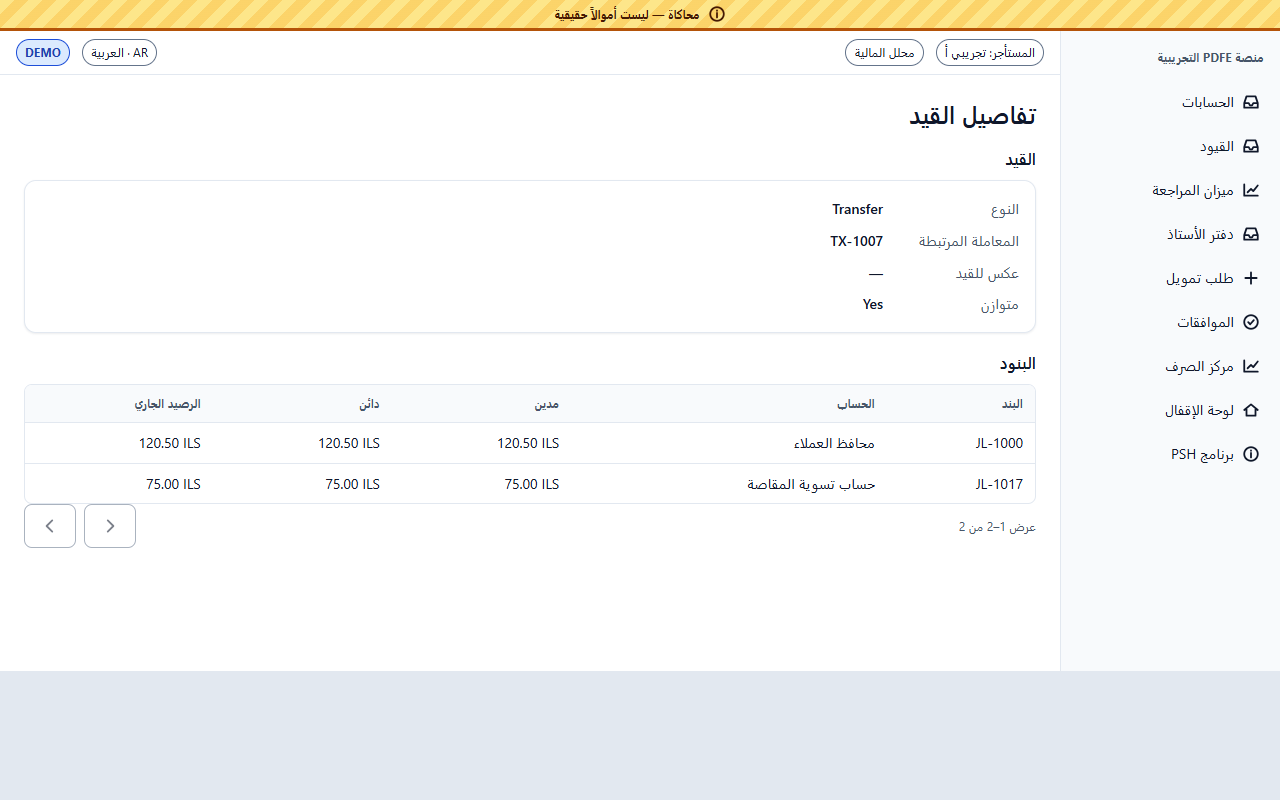 محاكاة — ليست أموالاً حقيقية
منصة PDFE التجريبية
الحسابات
القيود
ميزان المراجعة
دفتر الأستاذ
طلب تمويل
الموافقات
مركز الصرف
لوحة الإقفال
برنامج PSH
المستأجر: تجريبي أ
محلل المالية
AR · العربية
DEMO
تفاصيل القيد
القيد
النوع Transfer
المعاملة المرتبطة TX-1007
عكس للقيد —
متوازن Yes
البنود
البند الحساب مدين دائن الرصيد الجاري
JL-1000 محافظ العملاء 120.50 ILS 120.50 ILS 120.50 ILS
JL-1017 حساب تسوية المقاصة 75.00 ILS 75.00 ILS 75.00 ILS
عرض 1–2 من 2